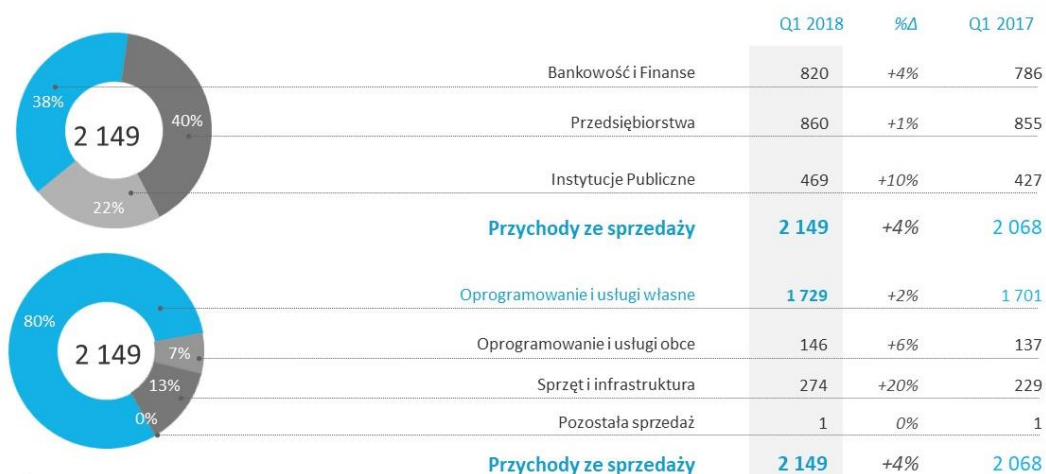 Q1 2018 %Δ Q1 2017
38%
40%
22%
2 149
Bankowość i Finanse 820 +4% 786
Przedsiębiorstwa 860 +1% 855
Instytucje Publiczne 469 +10% 427
Przychody ze sprzedaży 2 149 +4% 2 068
80%
7%
13%
0%
2 149
Oprogramowanie i usługi własne 1 729 +2% 1 701
Oprogramowanie i usługi obce 146 +6% 137
Sprzęt i infrastruktura 274 +20% 229
Pozostała sprzedaż 1 0% 1
Przychody ze sprzedaży 2 149 +4% 2 068